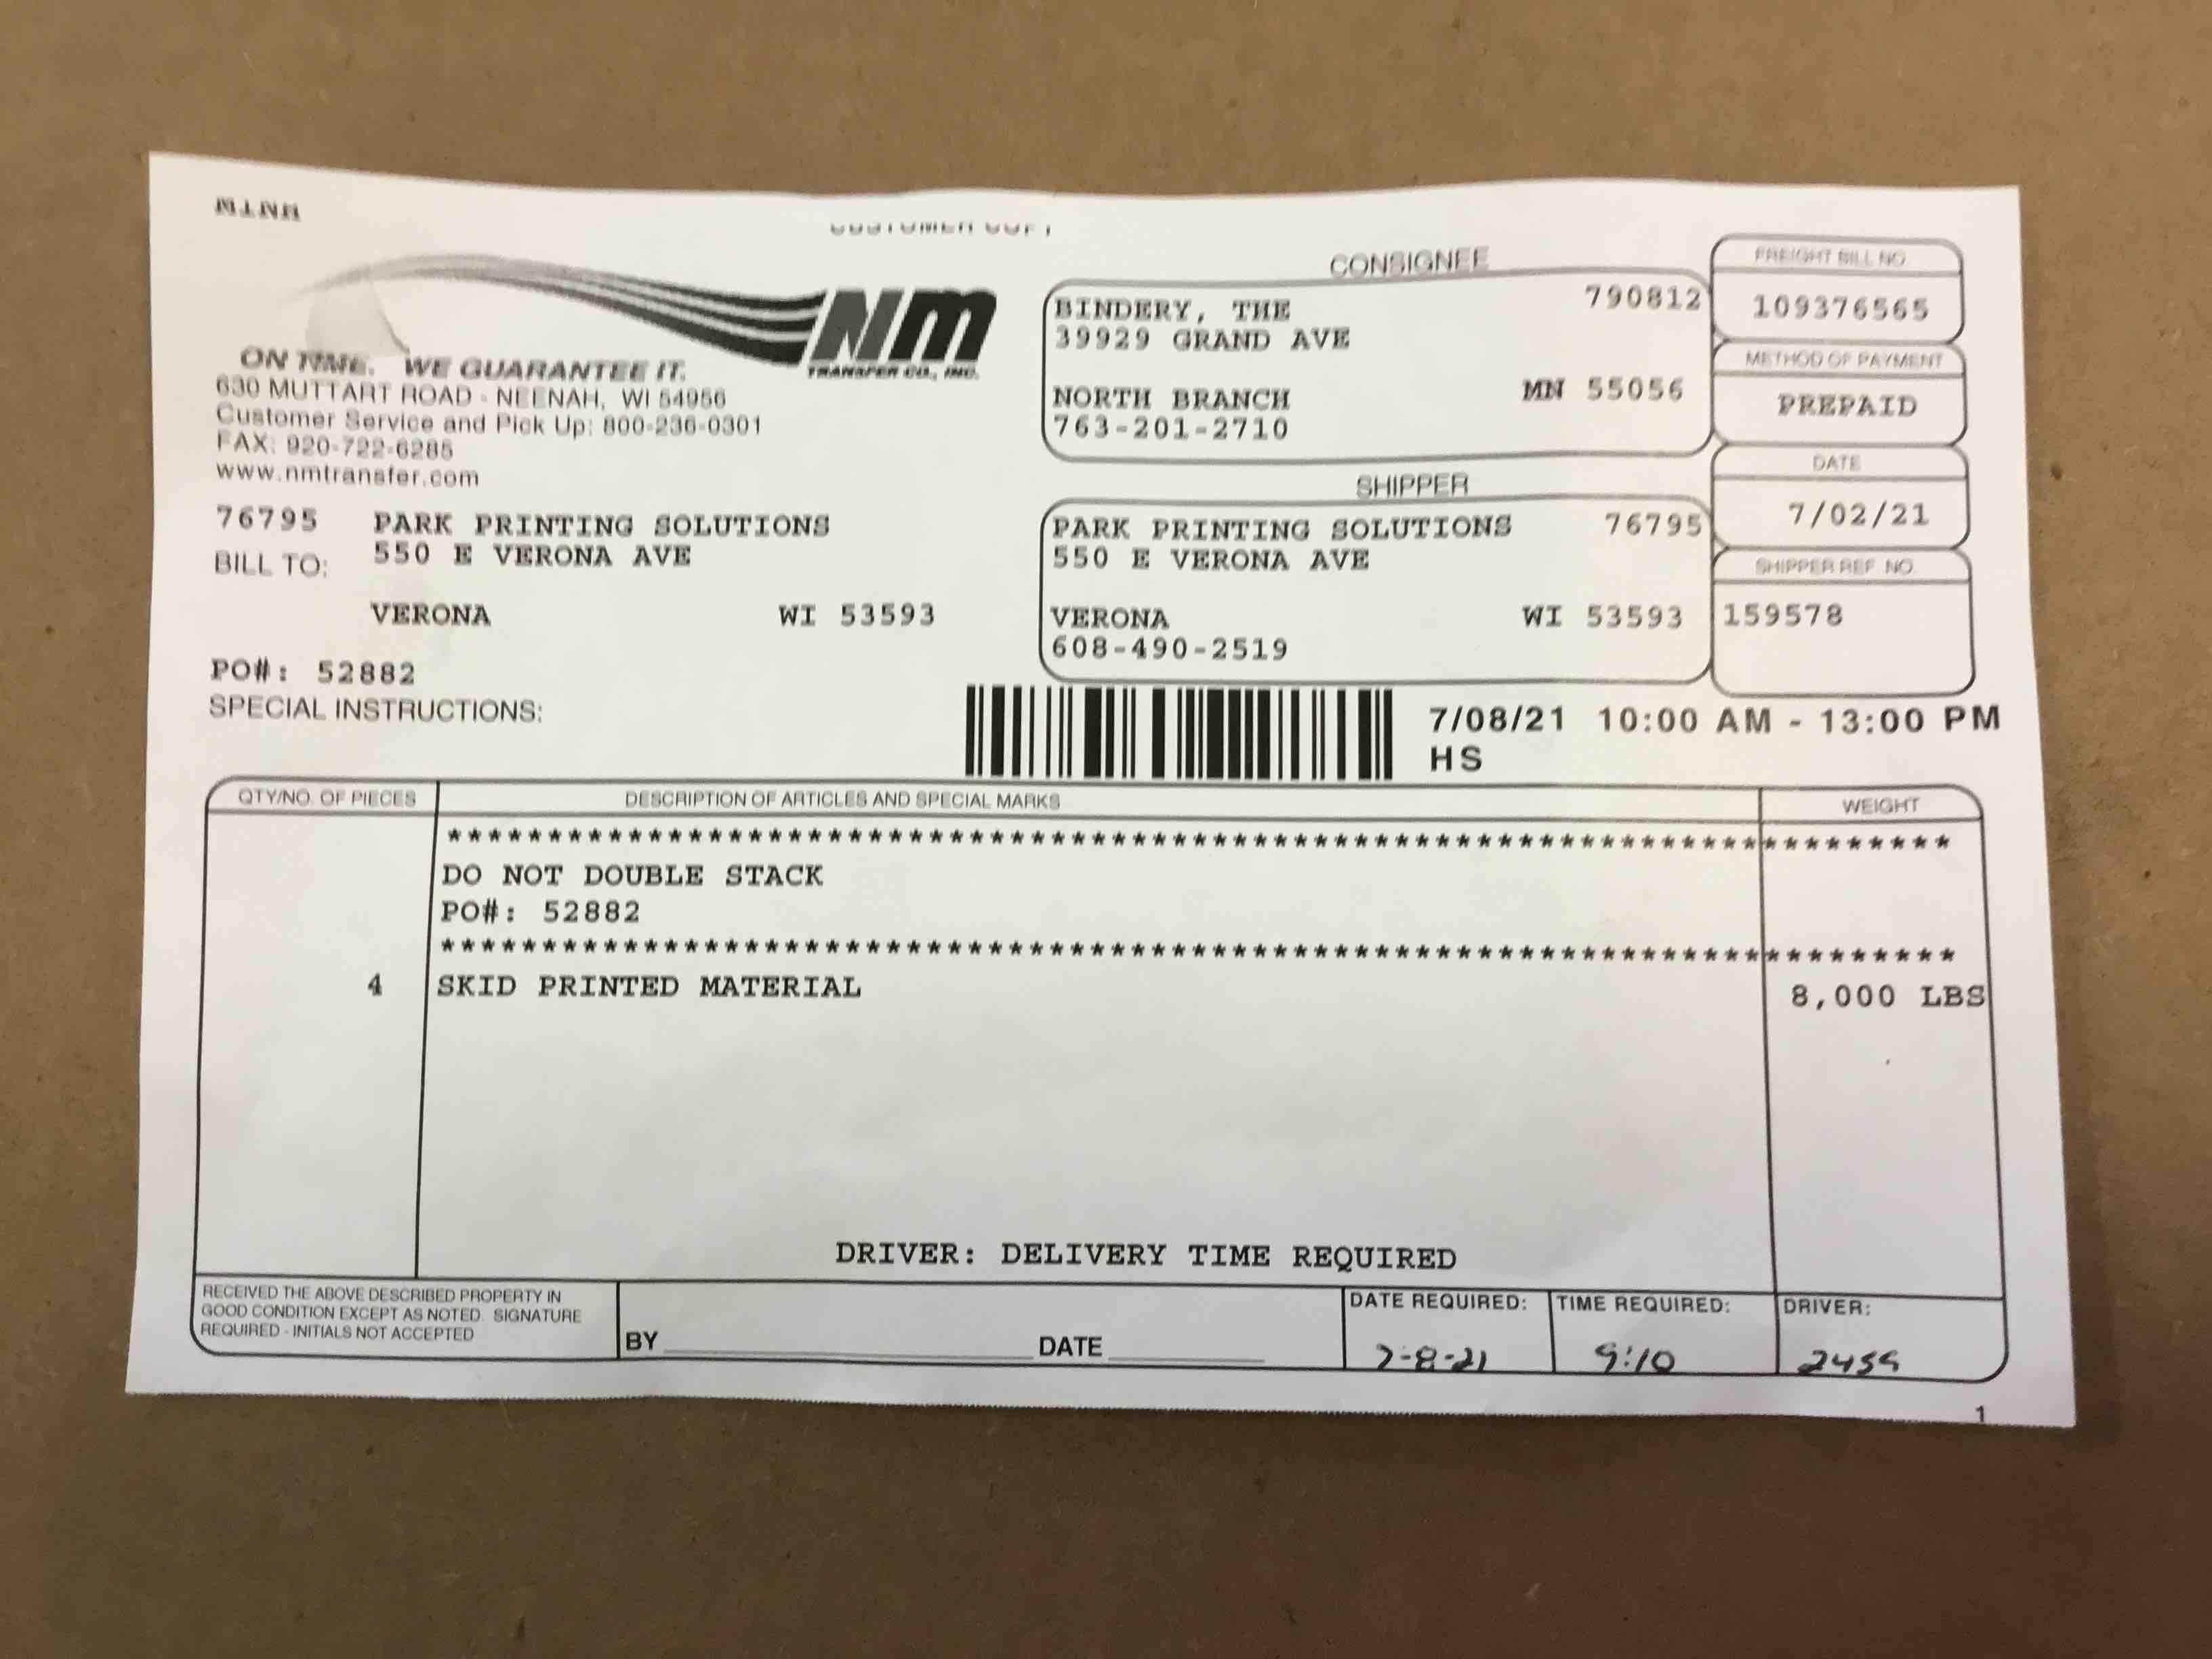 MTNM
CUSTOMER COPY
NM
TRANSFER CO., INC.
ON TIME. WE GUARANTEE IT.
630 MUTTART ROAD - NEENAH, WI 54956
Customer Service and Pick Up: 800-236-0301
FAX: 920-722-6285
www.nmtransfer.com
CONSIGNEE
BINDERY, THE 790812
39929 GRAND AVE
NORTH BRANCH MN 55056
763-201-2710
FREIGHT BILL NO.
109376565
METHOD OF PAYMENT
PREPAID
DATE
7/02/21
SHIPPER REF. NO.
159578
76795 PARK PRINTING SOLUTIONS
BILL TO: 550 E VERONA AVE
VERONA WI 53593
SHIPPER
PARK PRINTING SOLUTIONS 76795
550 E VERONA AVE
VERONA WI 53593
608-490-2519
PO#: 52882
SPECIAL INSTRUCTIONS:
7/08/21 10:00 AM - 13:00 PM
HS
QTY/NO. OF PIECES DESCRIPTION OF ARTICLES AND SPECIAL MARKS WEIGHT
**************************************************************************
DO NOT DOUBLE STACK
PO#: 52882
**************************************************************************
4 SKID PRINTED MATERIAL 8,000 LBS
DRIVER: DELIVERY TIME REQUIRED
RECEIVED THE ABOVE DESCRIBED PROPERTY IN
GOOD CONDITION EXCEPT AS NOTED. SIGNATURE
REQUIRED - INITIALS NOT ACCEPTED
BY DATE
DATE REQUIRED: TIME REQUIRED: DRIVER:
7-8-21 9:10 2459
1